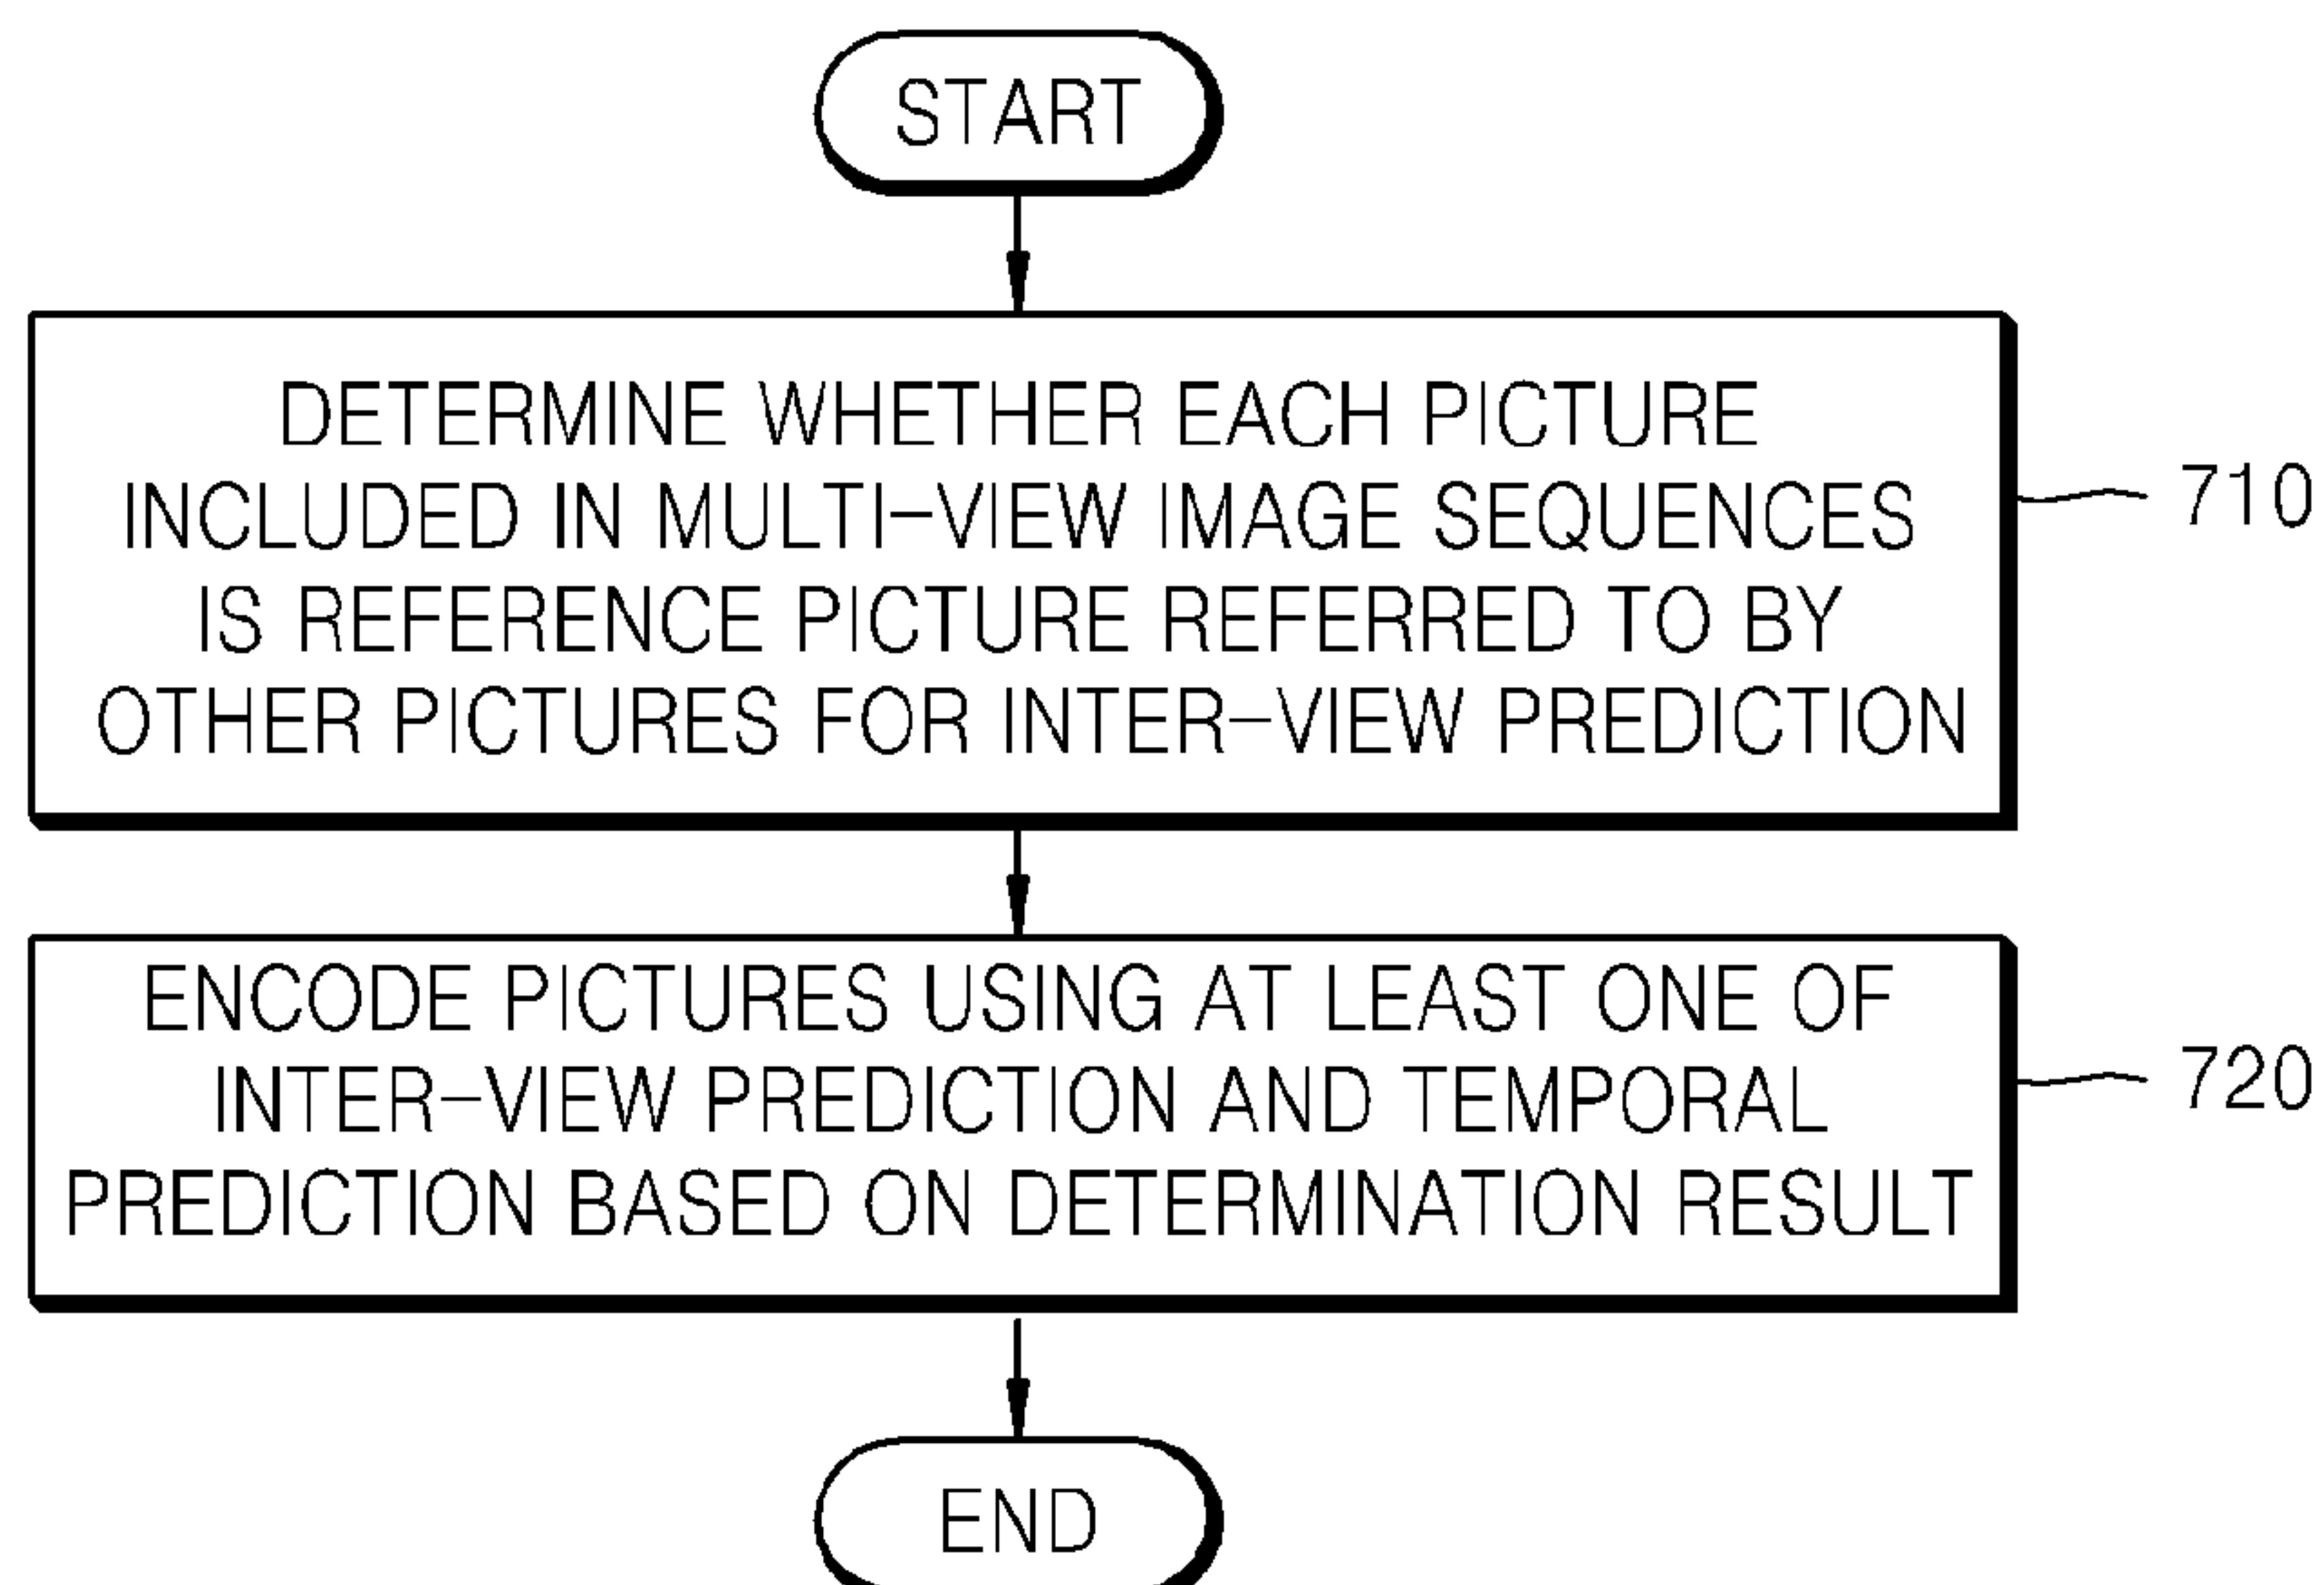 START
DETERMINE WHETHER EACH PICTURE
INCLUDED IN MULTI-VIEW IMAGE SEQUENCES
IS REFERENCE PICTURE REFERRED TO BY
OTHER PICTURES FOR INTER-VIEW PREDICTION
710
ENCODE PICTURES USING AT LEAST ONE OF
INTER-VIEW PREDICTION AND TEMPORAL
PREDICTION BASED ON DETERMINATION RESULT
720
END